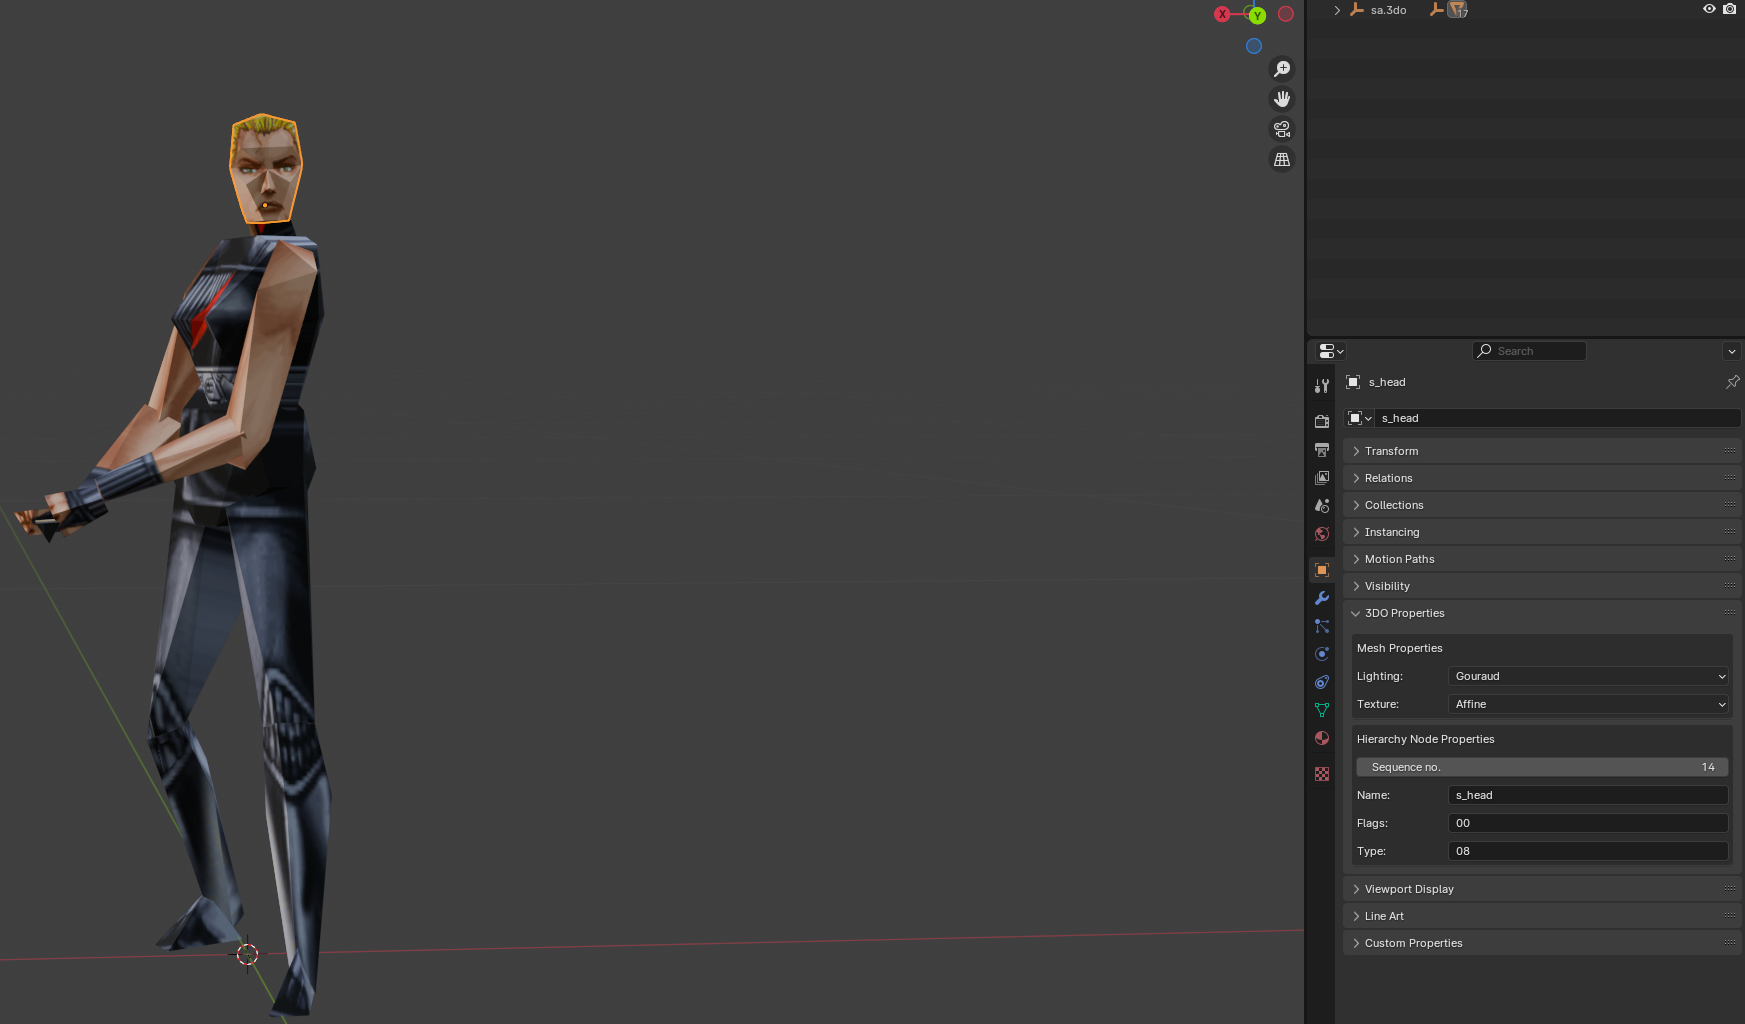 X
Y
sa.3do
17
Search
s_head
s_head
Transform
Relations
Collections
Instancing
Motion Paths
Visibility
3DO Properties
Mesh Properties
Lighting: Gouraud
Texture: Affine
Hierarchy Node Properties
Sequence no. 14
Name: s_head
Flags: 00
Type: 08
Viewport Display
Line Art
Custom Properties